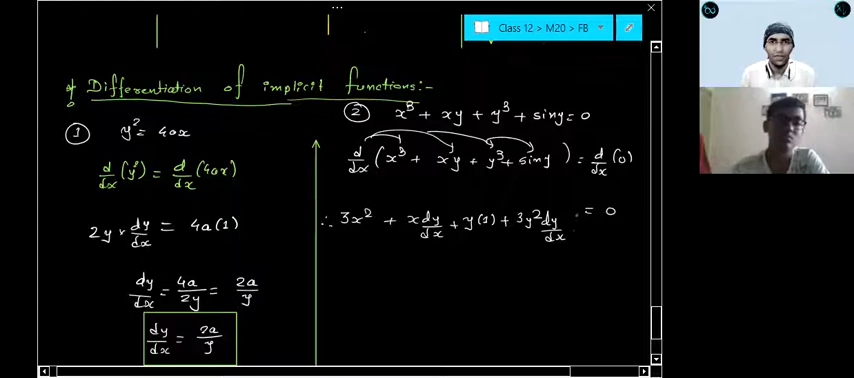 Class 12 > M20 > FB
* Differentiation of implicit functions:-
① y² = 4ax
d/dx (y²) = d/dx (4ax)
2y × dy/dx = 4a(1)
dy/dx = 4a/2y = 2a/y
dy/dx = 2a/y
② x³ + xy + y³ + siny = 0
d/dx (x³ + xy + y³ + siny) = d/dx (0)
∴ 3x² + x dy/dx + y(1) + 3y² dy/dx = 0